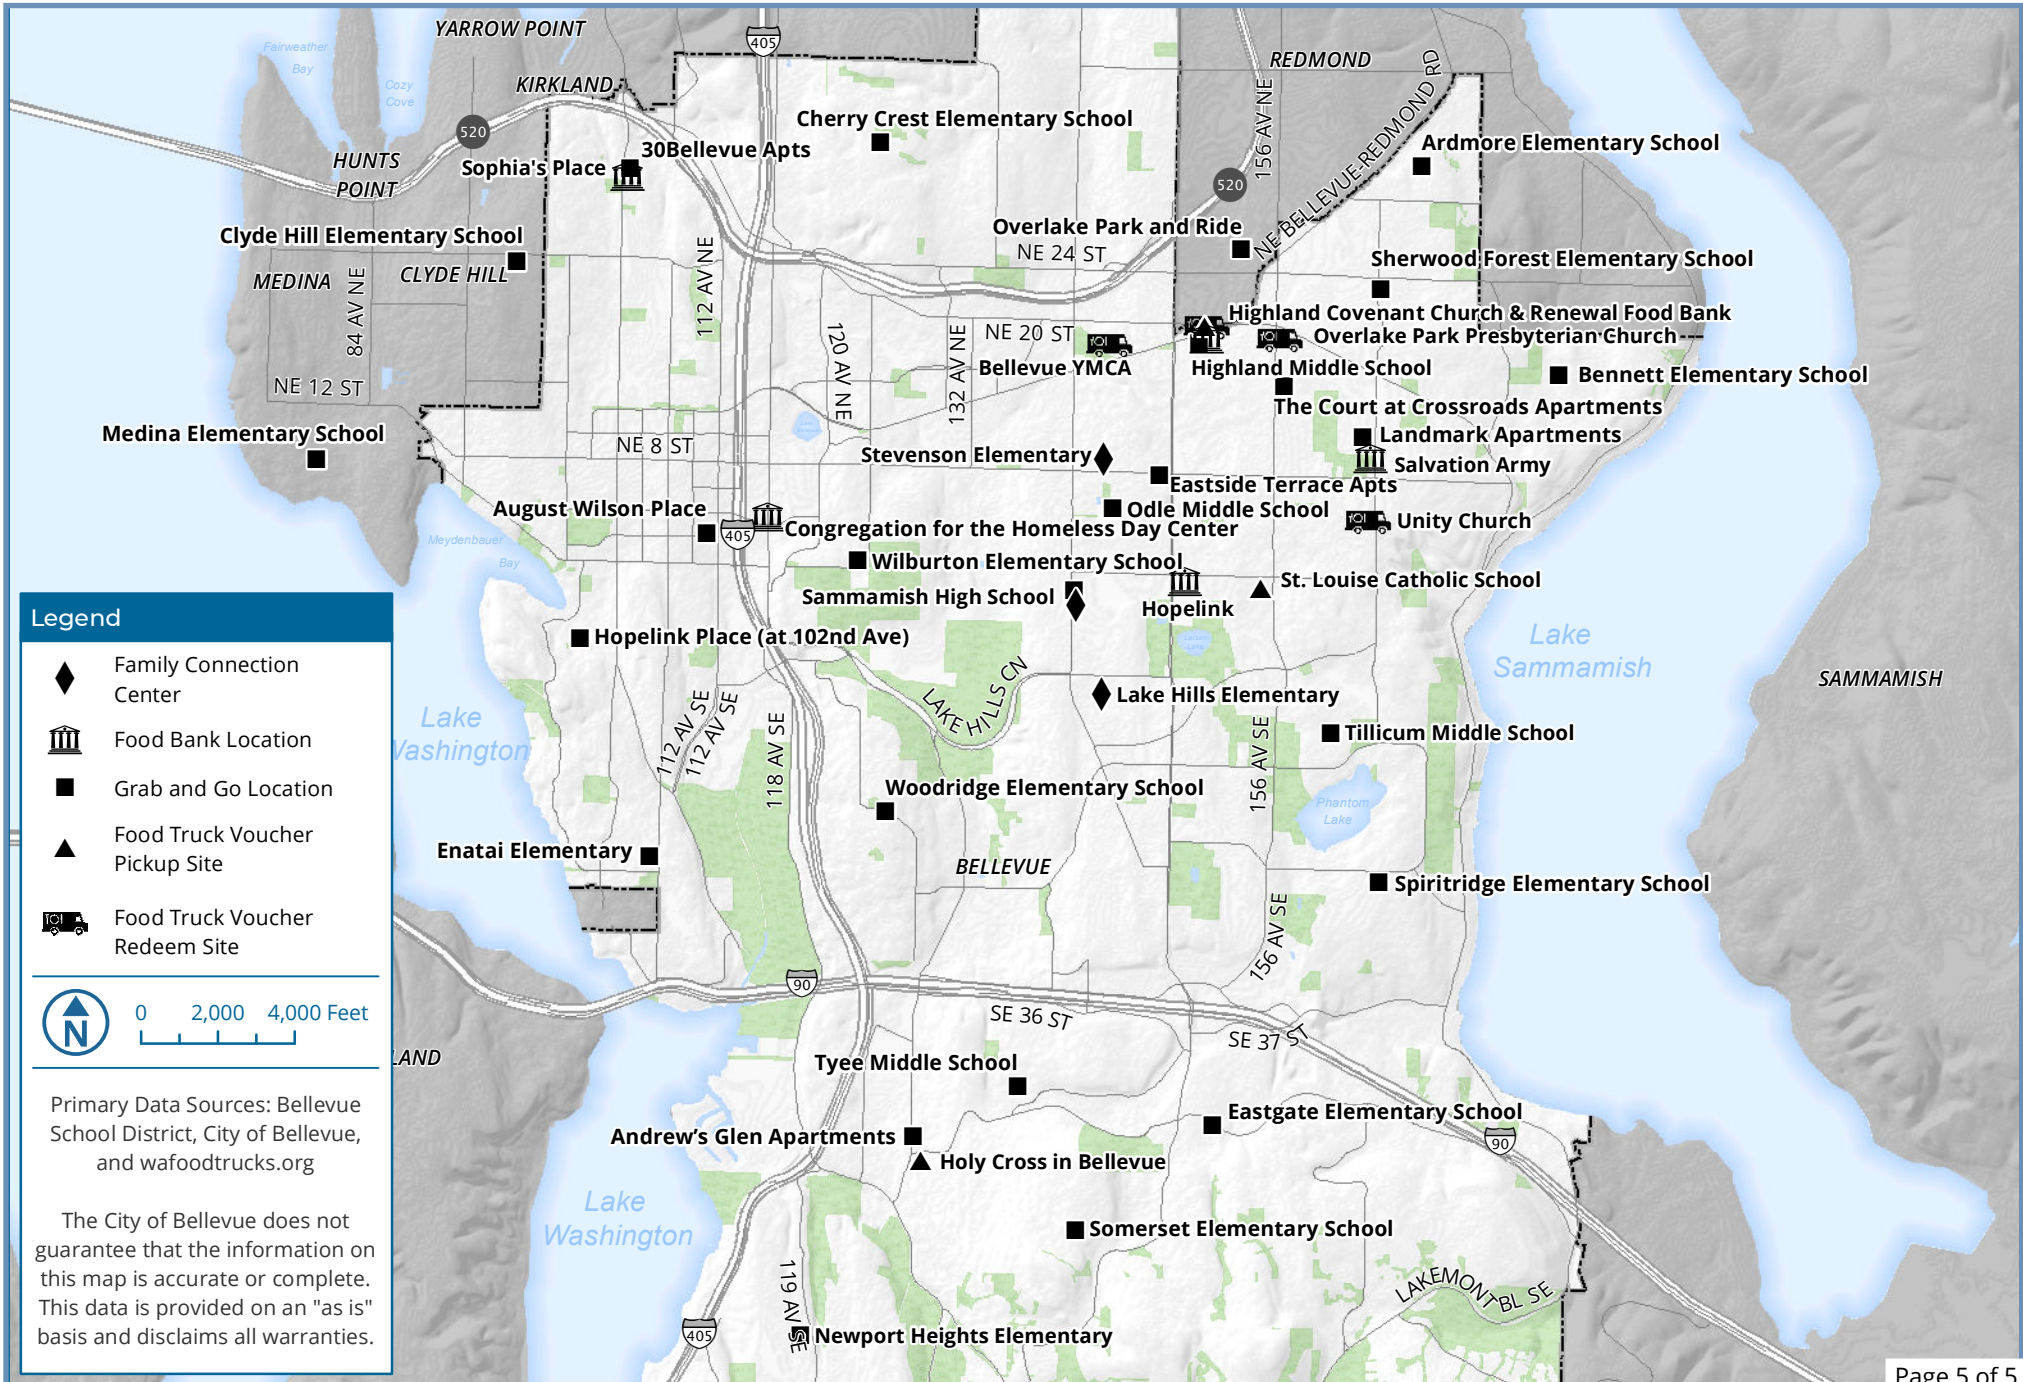 YARROW POINT
405
REDMOND
Fairweather
Bay
KIRKLAND
Cozy
Cove
156 AV NE
NE BELLEVUE-REDMOND RD
Cherry Crest Elementary School
520
HUNTS
POINT
30Bellevue Apts
Sophia's Place
Ardmore Elementary School
520
Clyde Hill Elementary School
Overlake Park and Ride
NE 24 ST
MEDINA
CLYDE HILL
84 AV NE
112 AV NE
Sherwood Forest Elementary School
Highland Covenant Church & Renewal Food Bank
120 AV NE
132 AV NE
NE 20 ST
Overlake Park Presbyterian Church
Bellevue YMCA
Highland Middle School
Bennett Elementary School
NE 12 ST
The Court at Crossroads Apartments
Medina Elementary School
NE 8 ST
Landmark Apartments
Stevenson Elementary
Salvation Army
Eastside Terrace Apts
August Wilson Place
Odle Middle School
405
Congregation for the Homeless Day Center
Unity Church
Meydenbauer
Bay
Wilburton Elementary School
Sammamish High School
St. Louise Catholic School
Hopelink
Hopelink Place (at 102nd Ave)
Larsen
Lake
Lake
Sammamish
SAMMAMISH
LAKE HILLS CN
Lake Hills Elementary
Lake
Washington
112 AV SE
112 AV SE
118 AV SE
156 AV SE
Tillicum Middle School
Woodridge Elementary School
Phantom
Lake
Enatai Elementary
BELLEVUE
Spiritridge Elementary School
156 AV SE
90
SE 36 ST
SE 37 ST
LAND
Tyee Middle School
Eastgate Elementary School
Andrew’s Glen Apartments
90
Holy Cross in Bellevue
Lake
Washington
Somerset Elementary School
119 AV SE
LAKEMONT BL SE
405
Newport Heights Elementary
Legend
Family Connection
Center
Food Bank Location
Grab and Go Location
Food Truck Voucher
Pickup Site
Food Truck Voucher
Redeem Site
N
0 2,000 4,000 Feet
Primary Data Sources: Bellevue
School District, City of Bellevue,
and wafoodtrucks.org
The City of Bellevue does not
guarantee that the information on
this map is accurate or complete.
This data is provided on an "as is"
basis and disclaims all warranties.
Page 5 of 5